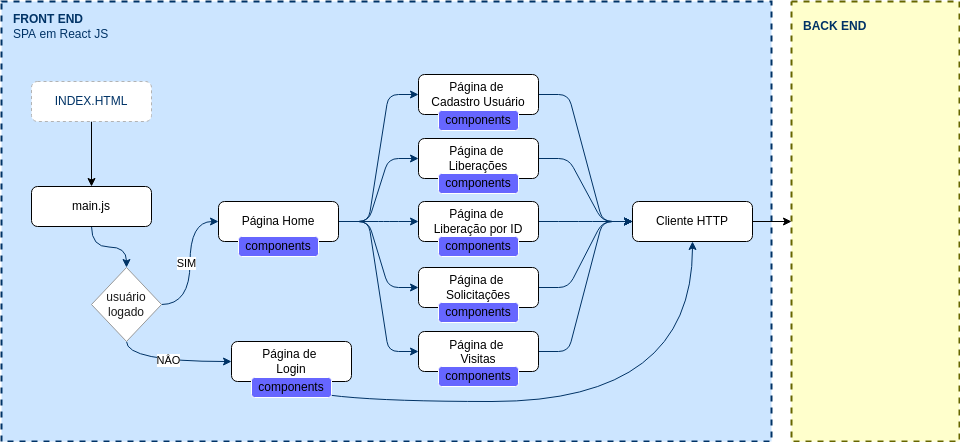 FRONT END
SPA em React JS
BACK END
INDEX.HTML
main.js
usuário
logado
SIM
NÃO
Página Home
components
Página de
Login
components
Página de
Cadastro Usuário
components
Página de
Liberações
components
Página de
Liberação por ID
components
Página de
Solicitações
components
Página de
Visitas
components
Cliente HTTP